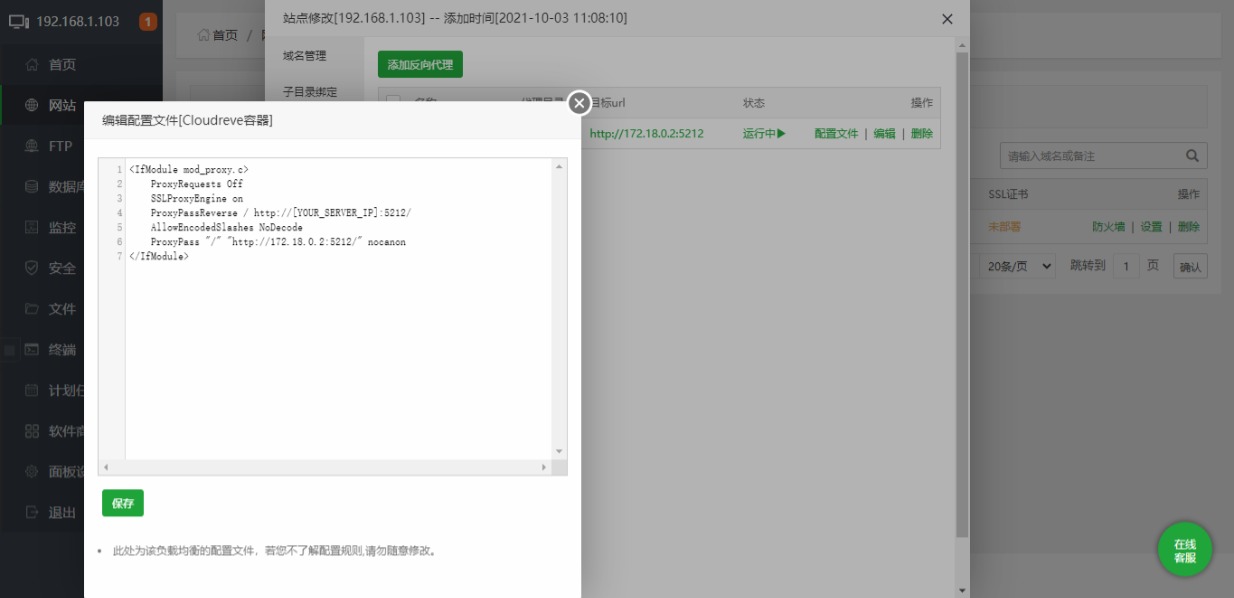 192.168.1.103 1
首页
网站
FTP
数据库
监控
安全
文件
终端
计划任
软件商
面板设
退出
首页 /
站点修改[192.168.1.103] -- 添加时间[2021-10-03 11:08:10]
域名管理
子目录绑定
添加反向代理
名称 代理目录 目标url 状态 操作
http://172.18.0.2:5212 运行中 配置文件 | 编辑 | 删除
编辑配置文件[Cloudreve容器]
1 <IfModule mod_proxy.c>
2 ProxyRequests Off
3 SSLProxyEngine on
4 ProxyPassReverse / http://[YOUR_SERVER_IP]:5212/
5 AllowEncodedSlashes NoDecode
6 ProxyPass "/" "http://172.18.0.2:5212/" nocanon
7 </IfModule>
保存
此处为该负载均衡的配置文件，若您不了解配置规则,请勿随意修改。
请输入域名或备注
SSL证书 操作
未部署 防火墙 | 设置 | 删除
20条/页 跳转到 1 页 确认
在线
客服